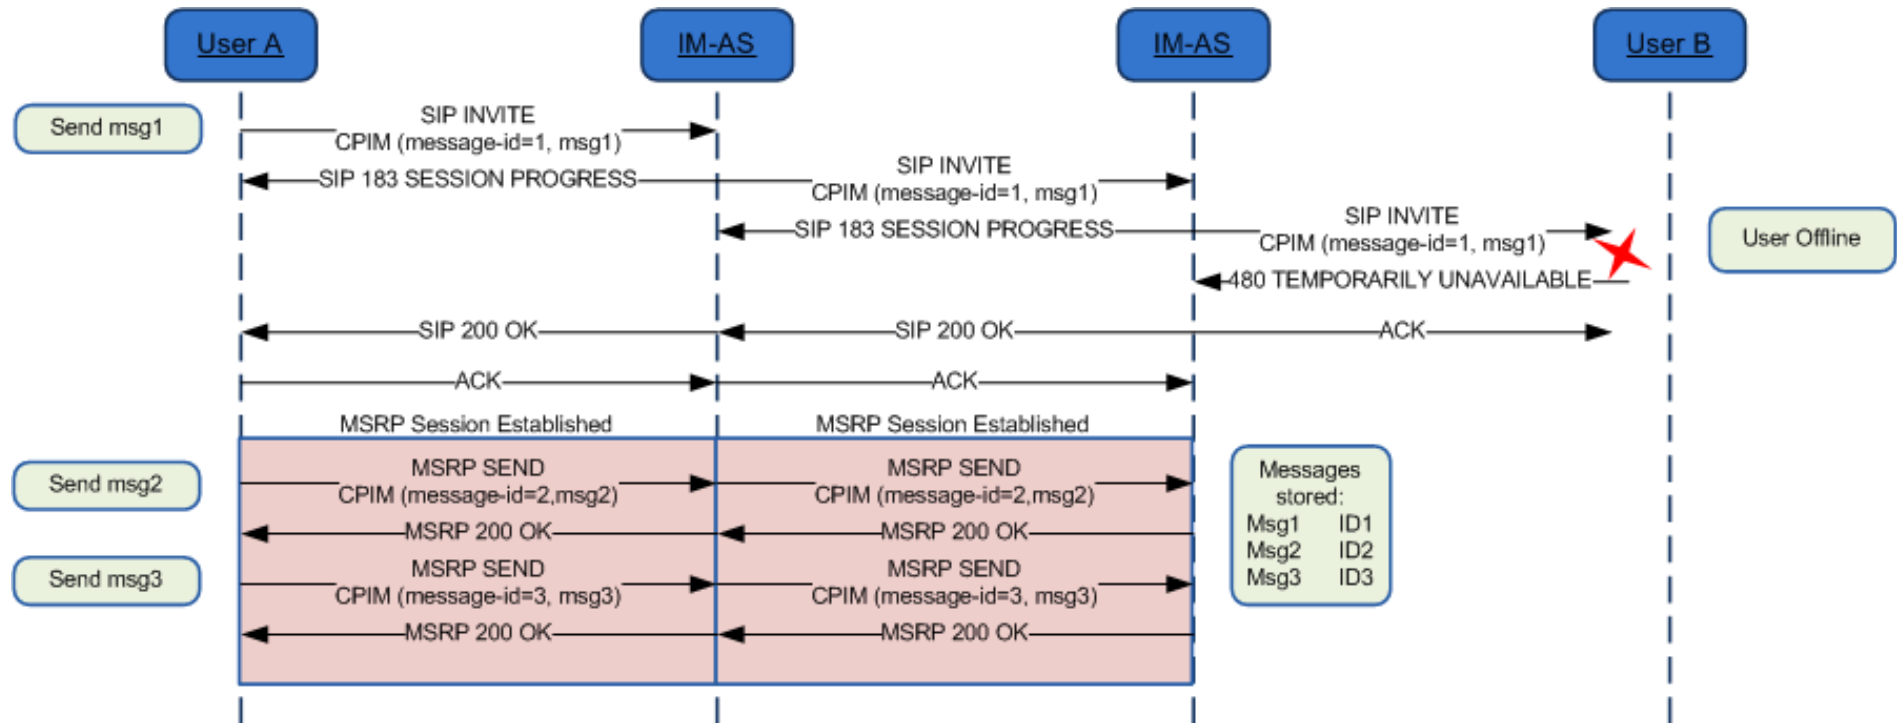 User A
IM-AS
IM-AS
User B
Send msg1
SIP INVITE
CPIM (message-id=1, msg1)
SIP 183 SESSION PROGRESS
SIP INVITE
CPIM (message-id=1, msg1)
SIP 183 SESSION PROGRESS
SIP INVITE
CPIM (message-id=1, msg1)
User Offline
480 TEMPORARILY UNAVAILABLE
SIP 200 OK
SIP 200 OK
ACK
ACK
ACK
MSRP Session Established
MSRP Session Established
Send msg2
MSRP SEND
CPIM (message-id=2,msg2)
MSRP SEND
CPIM (message-id=2,msg2)
MSRP 200 OK
MSRP 200 OK
Send msg3
MSRP SEND
CPIM (message-id=3, msg3)
MSRP SEND
CPIM (message-id=3, msg3)
MSRP 200 OK
MSRP 200 OK
Messages
stored:
Msg1 ID1
Msg2 ID2
Msg3 ID3